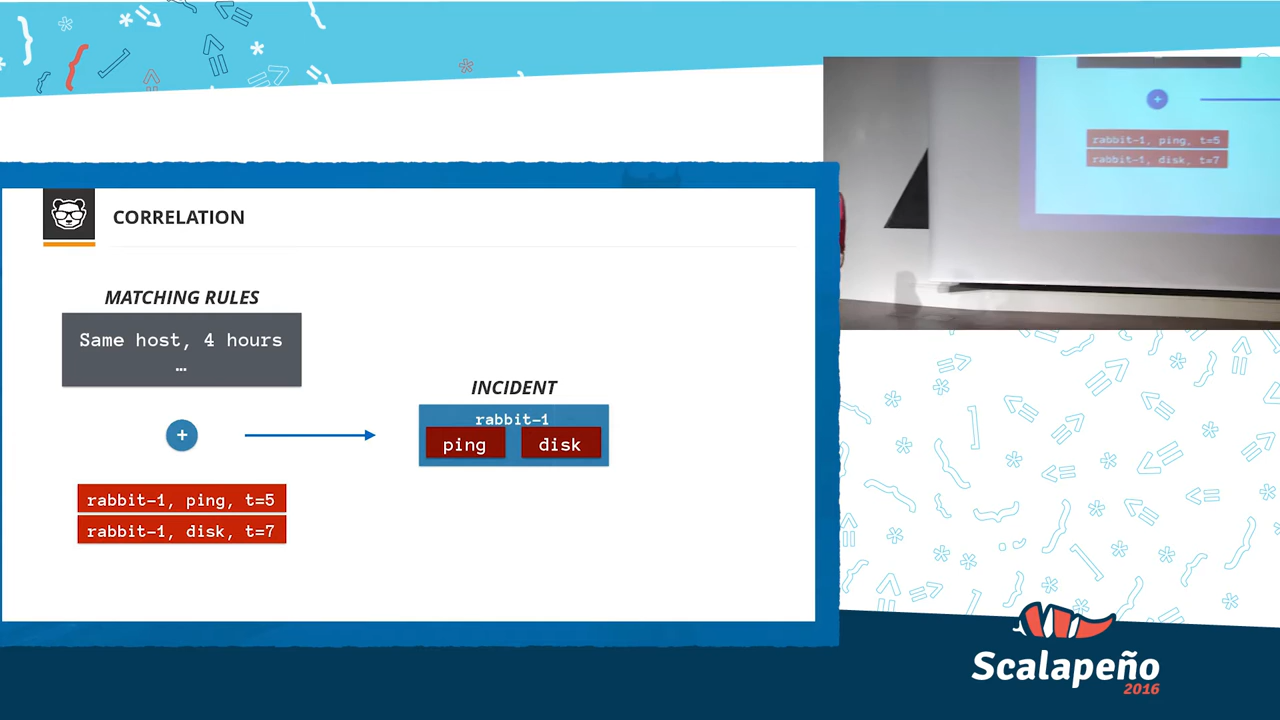 CORRELATION
MATCHING RULES
Same host, 4 hours
…
+
rabbit-1, ping, t=5
rabbit-1, disk, t=7
INCIDENT
rabbit-1
ping disk
+
rabbit-1, ping, t=5
rabbit-1, disk, t=7
Scalapeño
2016